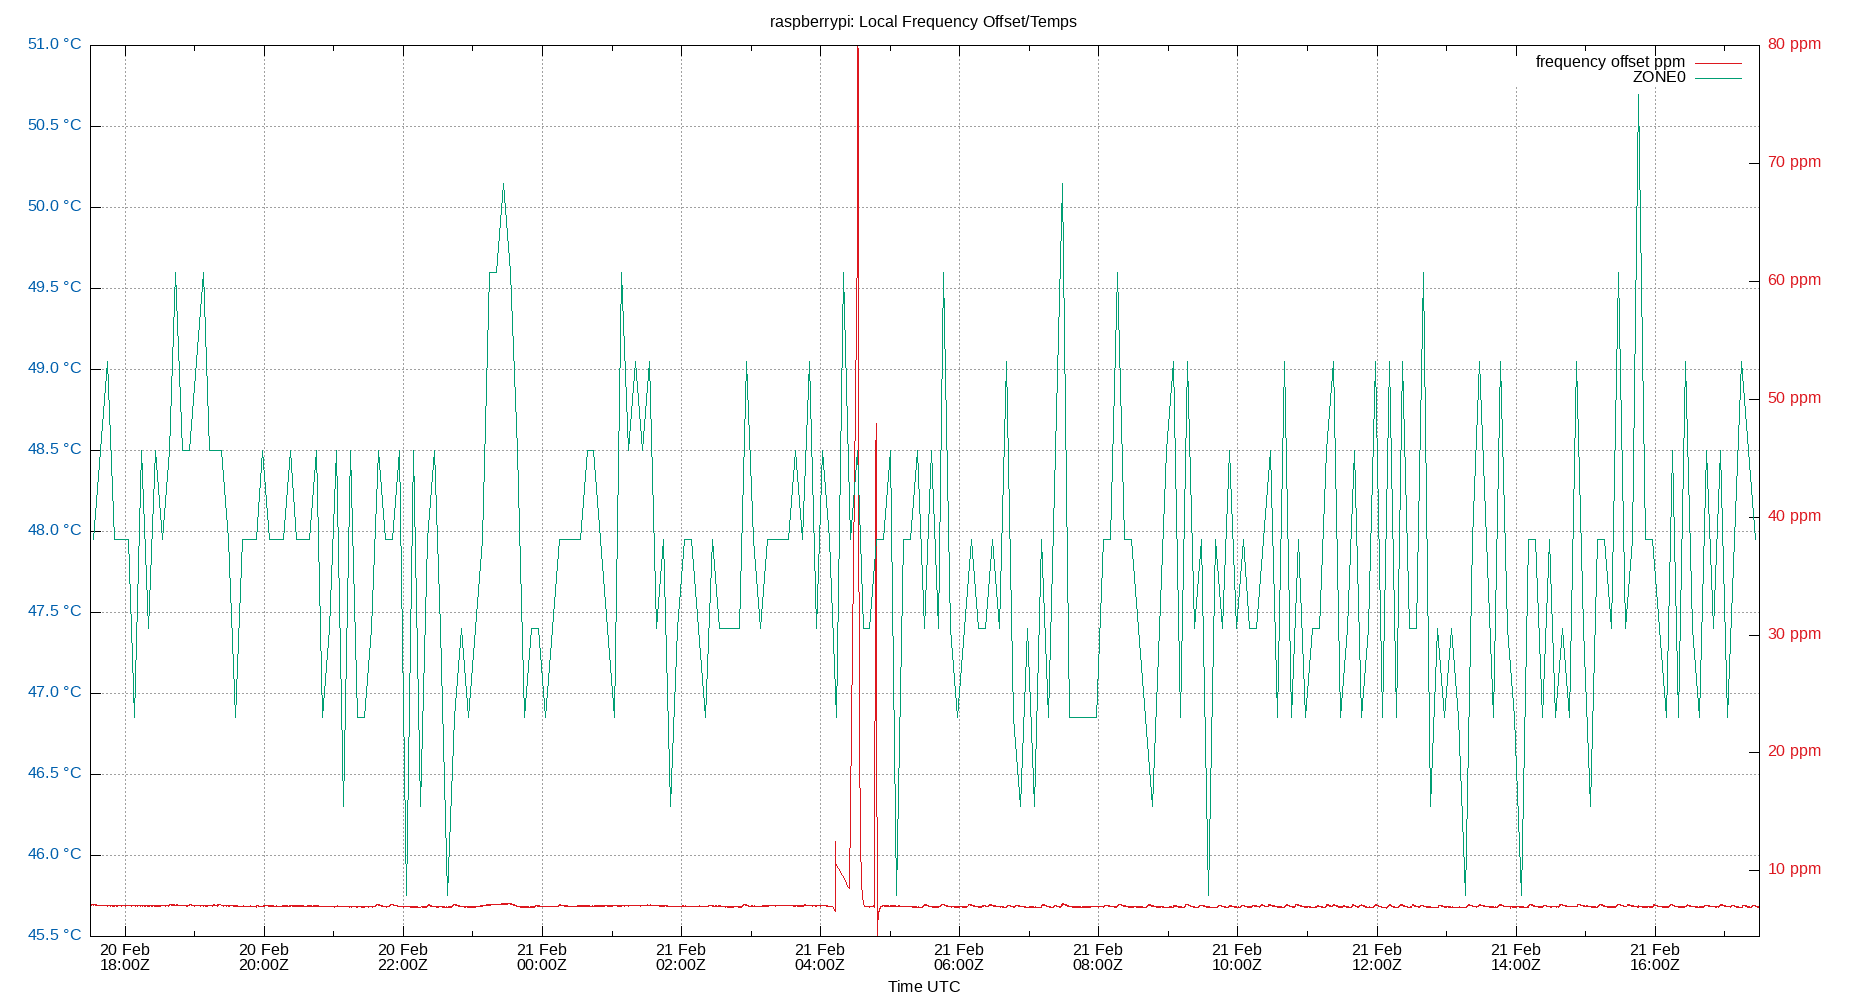 raspberrypi: Local Frequency Offset/Temps
51.0 °C
50.5 °C
50.0 °C
49.5 °C
49.0 °C
48.5 °C
48.0 °C
47.5 °C
47.0 °C
46.5 °C
46.0 °C
45.5 °C
80 ppm
70 ppm
60 ppm
50 ppm
40 ppm
30 ppm
20 ppm
10 ppm
frequency offset ppm
ZONE0
20 Feb
18:00Z
20 Feb
20:00Z
20 Feb
22:00Z
21 Feb
00:00Z
21 Feb
02:00Z
21 Feb
04:00Z
21 Feb
06:00Z
21 Feb
08:00Z
21 Feb
10:00Z
21 Feb
12:00Z
21 Feb
14:00Z
21 Feb
16:00Z
Time UTC